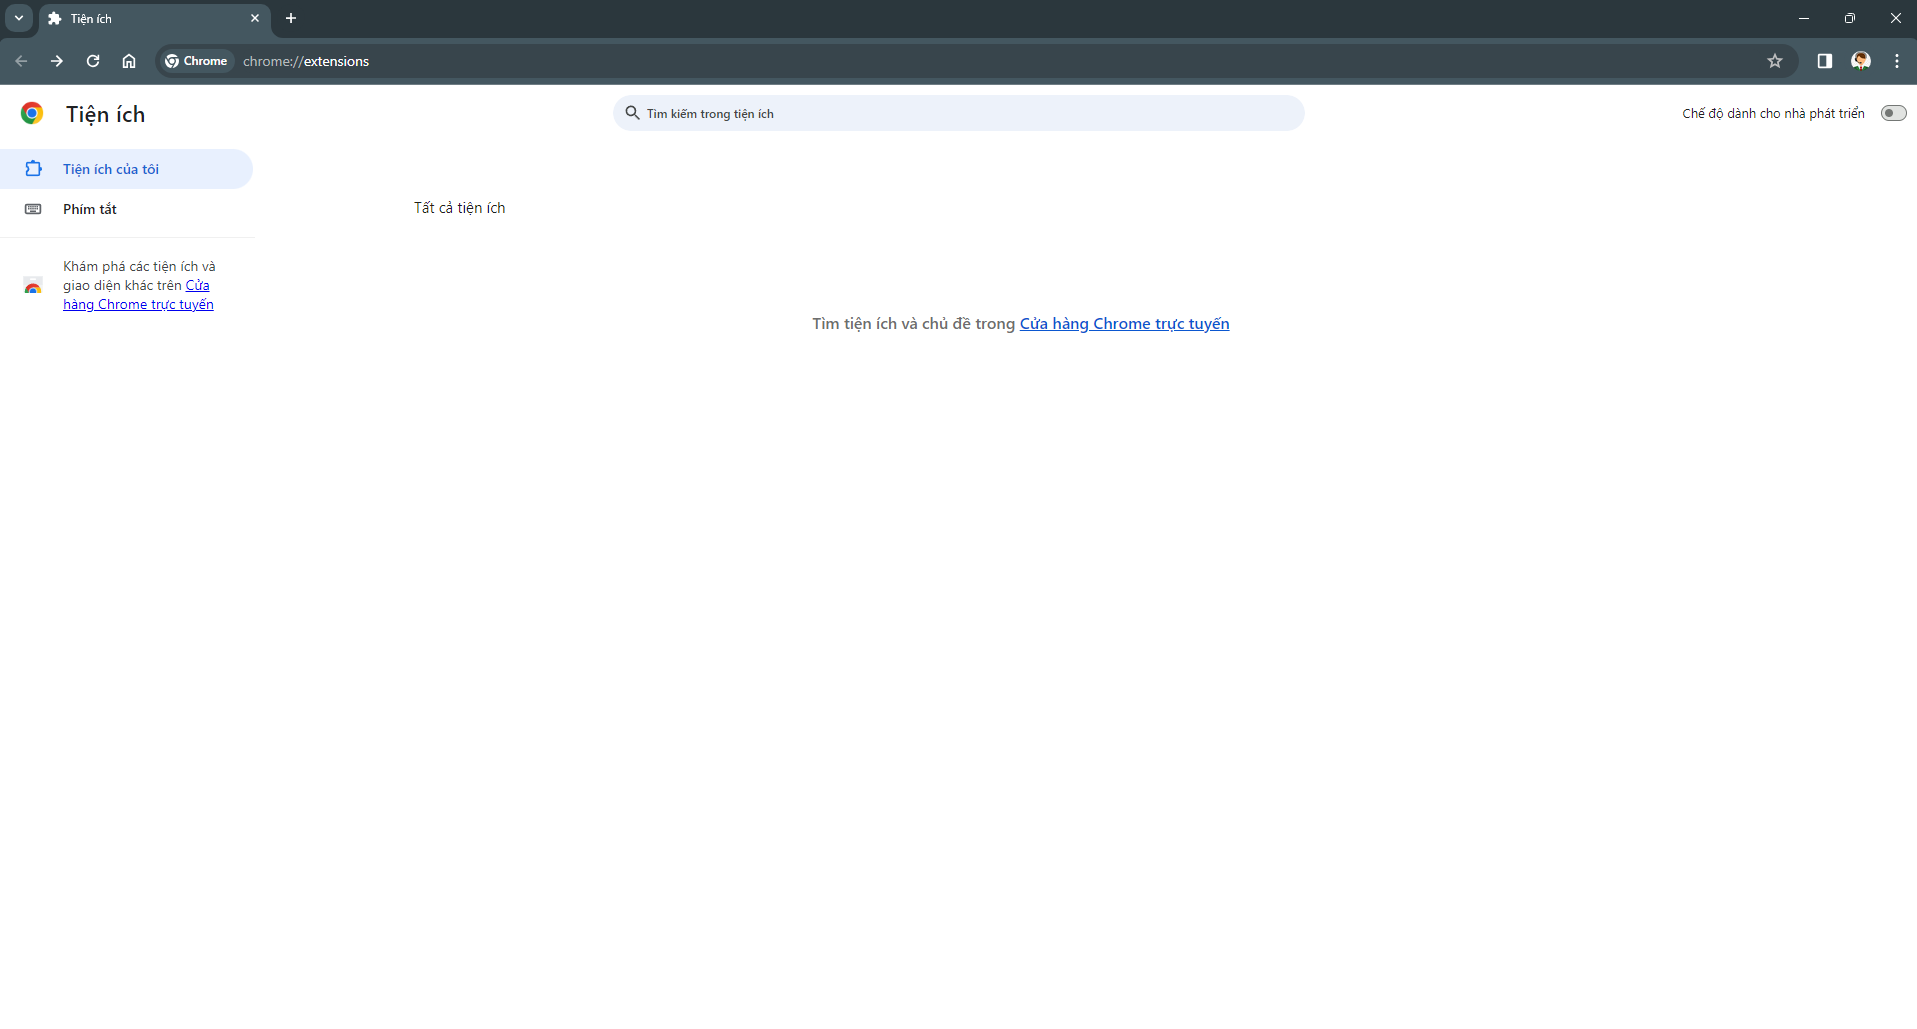 Tiện ích
Chrome
chrome://extensions
Tiện ích
Tìm kiếm trong tiện ích
Chế độ dành cho nhà phát triển
Tiện ích của tôi
Phím tắt
Tất cả tiện ích
Khám phá các tiện ích và
giao diện khác trên Cửa
hàng Chrome trực tuyến
Tìm tiện ích và chủ đề trong Cửa hàng Chrome trực tuyến